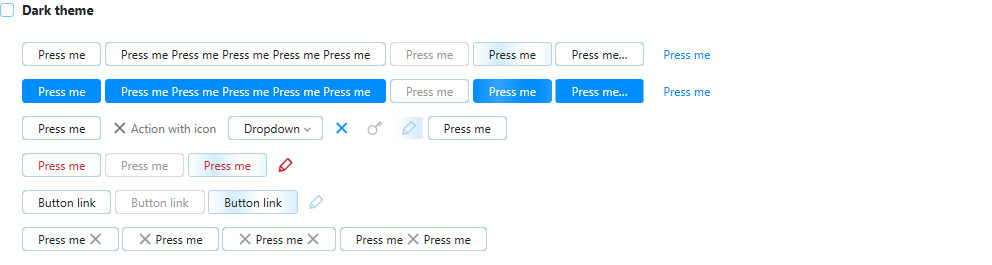 Dark theme
Press me Press me Press me Press me Press me Press me Press me Press me Press me... Press me
Press me Press me Press me Press me Press me Press me Press me Press me Press me... Press me
Press me Action with icon Dropdown Press me
Press me Press me Press me
Button link Button link Button link
Press me Press me Press me Press me Press me